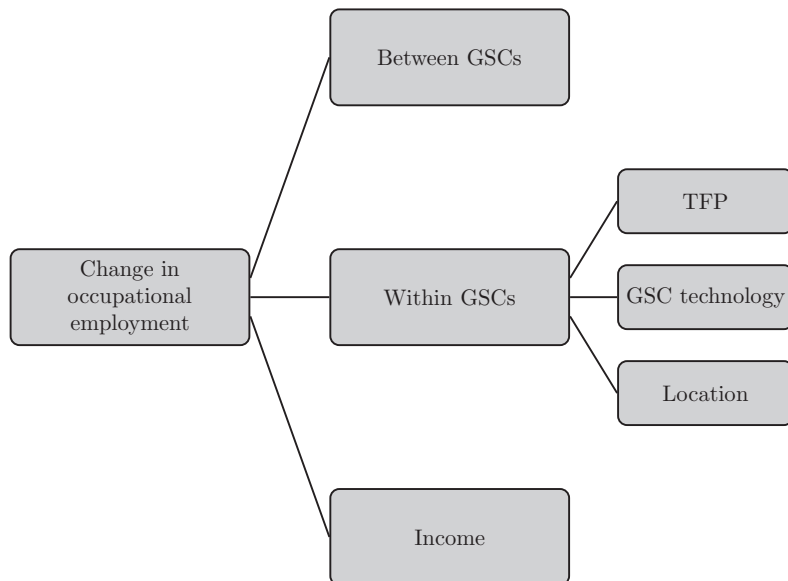 Between GSCs
TFP
Change in
occupational
employment
Within GSCs
GSC technology
Location
Income